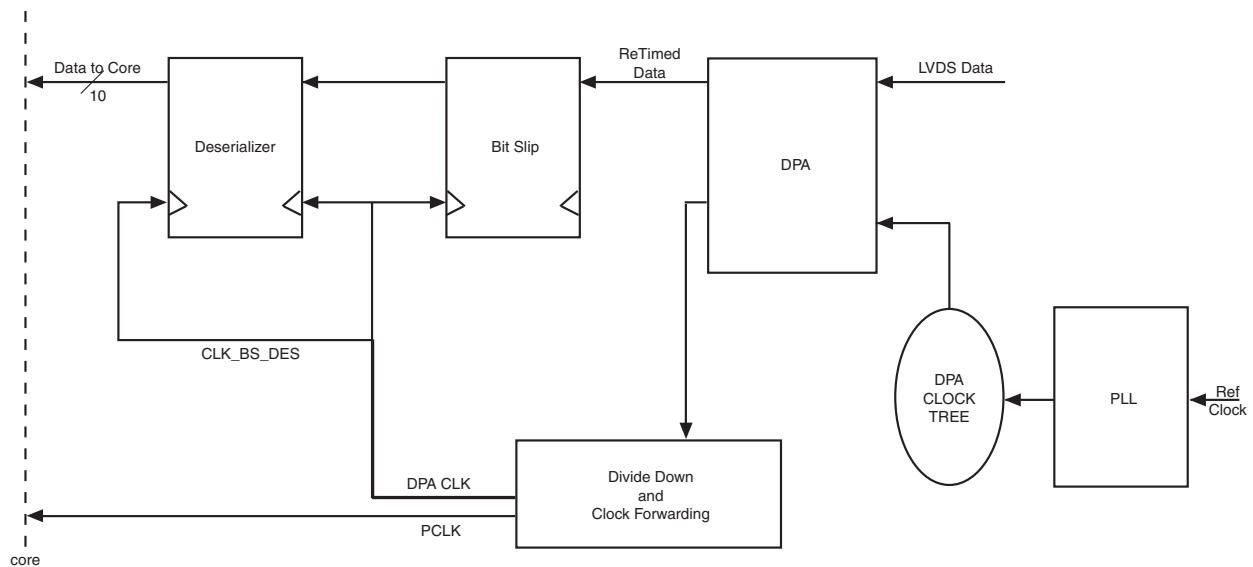 Data to Core
10
Deserializer
Bit Slip
ReTimed
Data
DPA
LVDS Data
CLK_BS_DES
DPA
CLOCK
TREE
PLL
Ref
Clock
DPA CLK
PCLK
Divide Down
and
Clock Forwarding
core